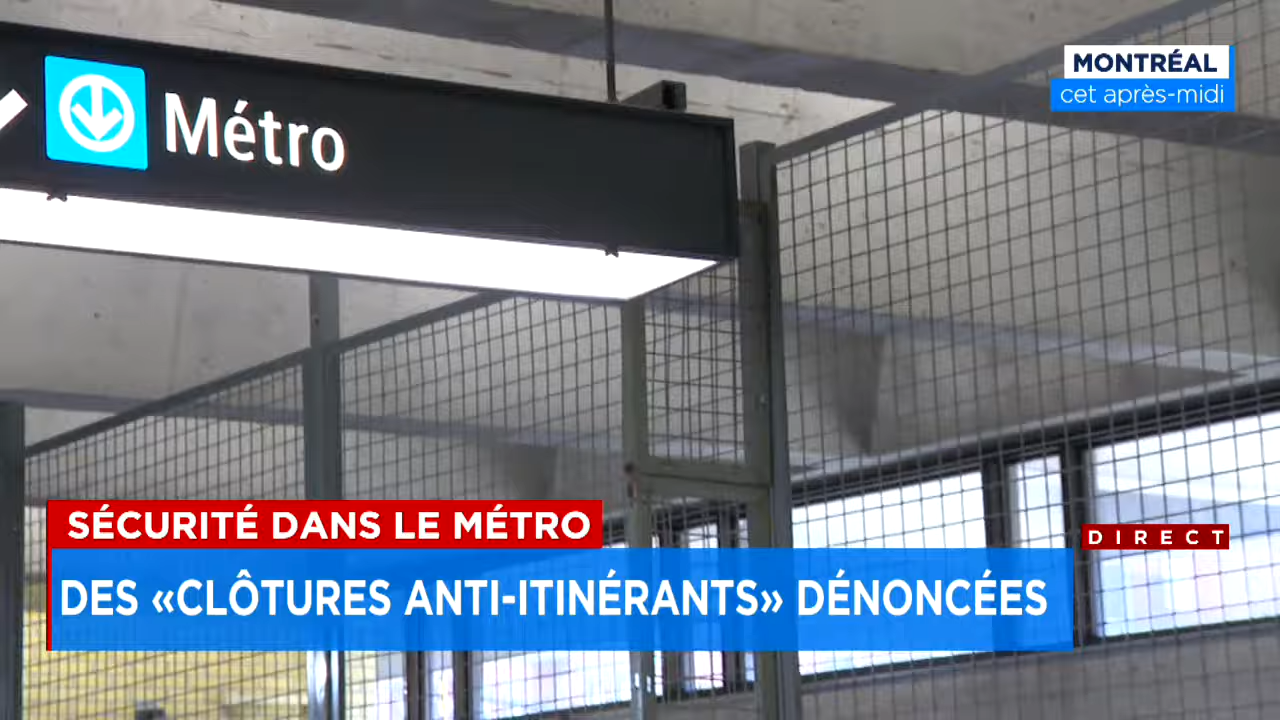 Métro
MONTRÉAL
cet après-midi
SÉCURITÉ DANS LE MÉTRO
DIRECT
DES «CLÔTURES ANTI-ITINÉRANTS» DÉNONCÉES